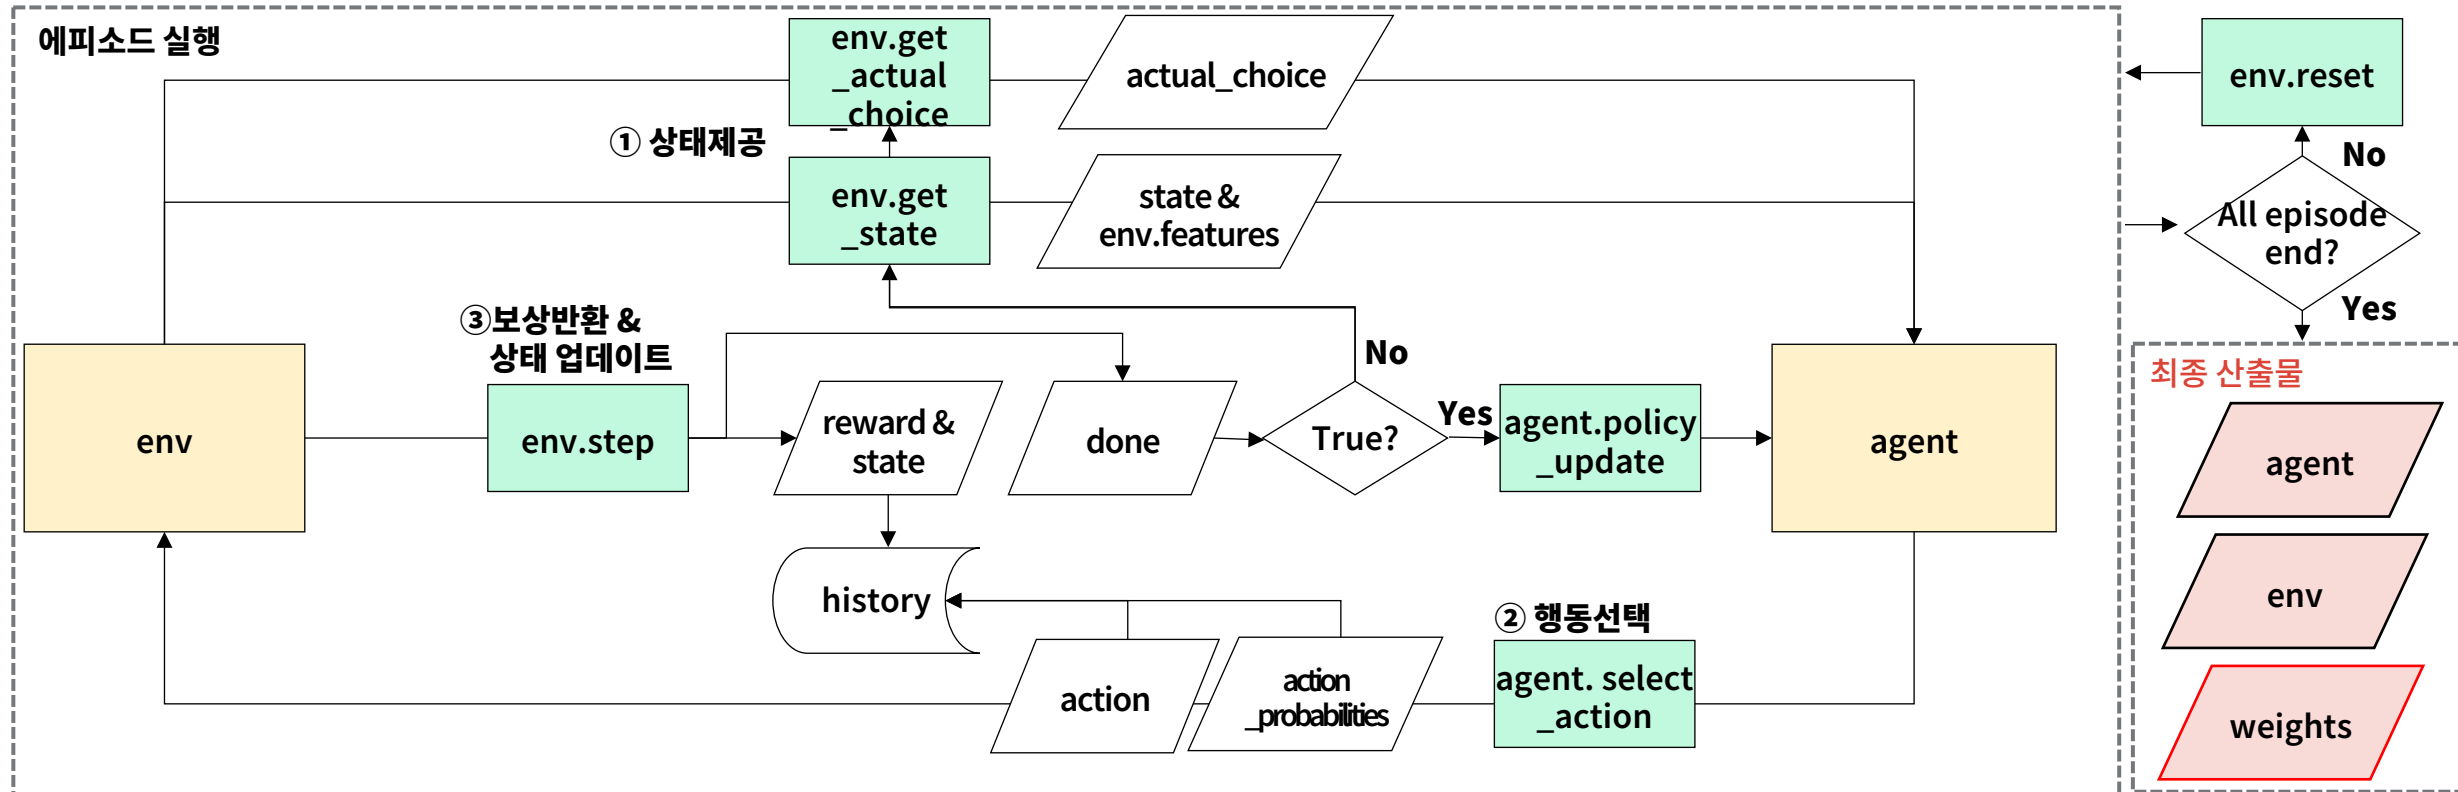 에피소드 실행
env.get
_actual
_choice
actual_choice
env.reset
① 상태제공
No
env.get
_state
state &
env.features
All episode
end?
Yes
③보상반환 &
상태 업데이트
No
최종 산출물
env
env.step
reward &
state
done
True?
Yes
agent.policy
_update
agent
agent
history
env
② 행동선택
action
action
_probabilities
agent. select
_action
weights